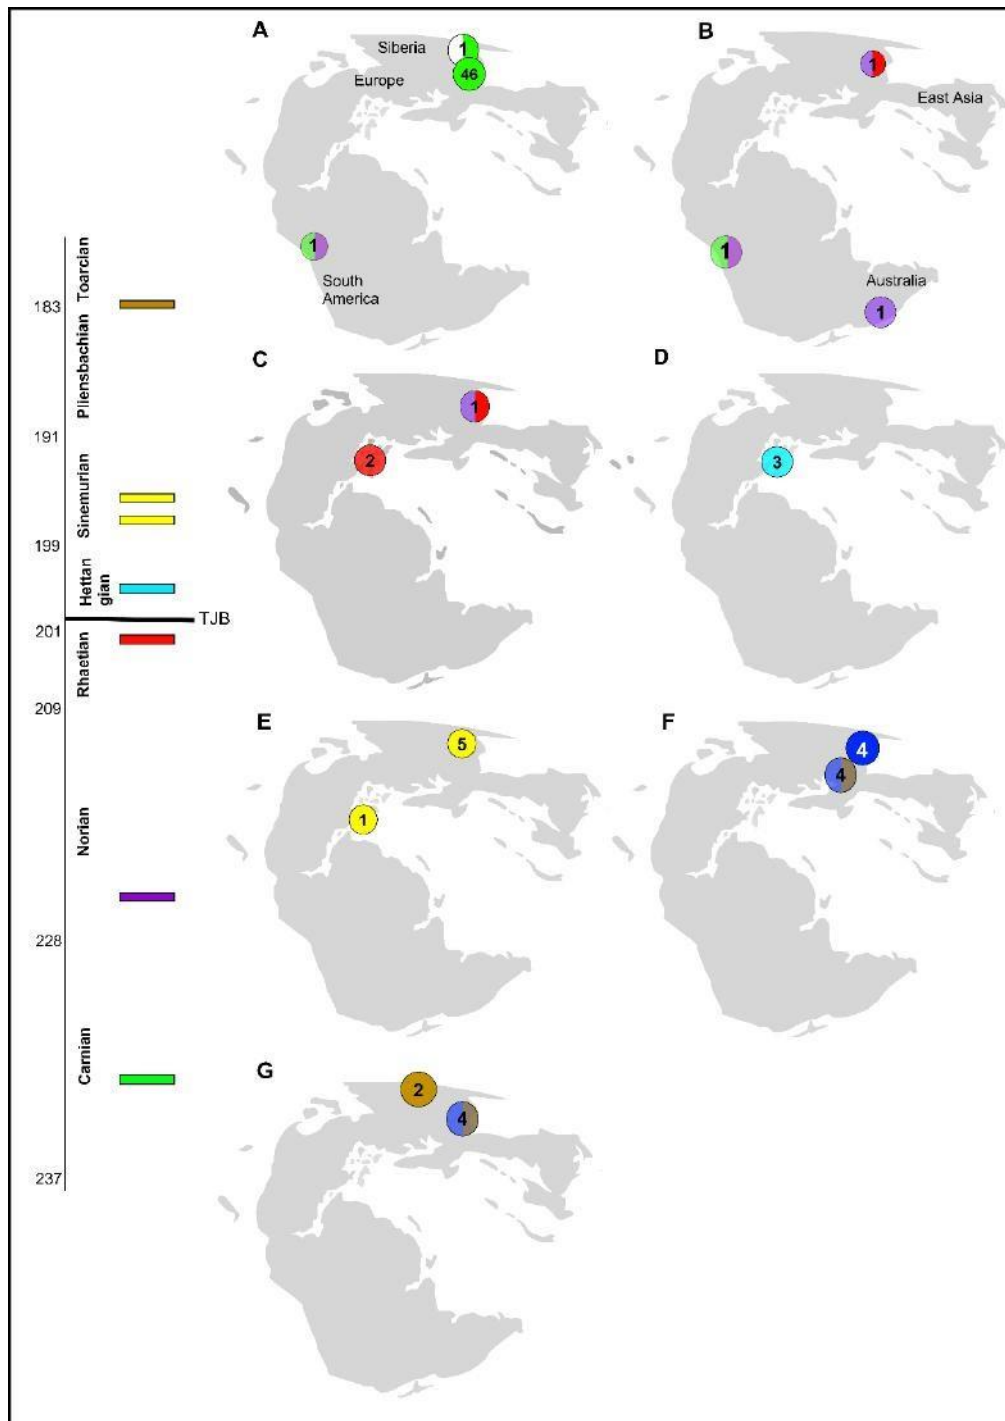 A
Siberia
1
46
Europe
1
South
America
B
1
East Asia
1
Australia
1
C
1
2
D
3
E
5
1
F
4
4
G
2
4
Toarcian
183
Pliensbachian
191
Sinemurian
199
Hettan
gian
TJB
201
Rhaetian
209
Norian
228
Carnian
237